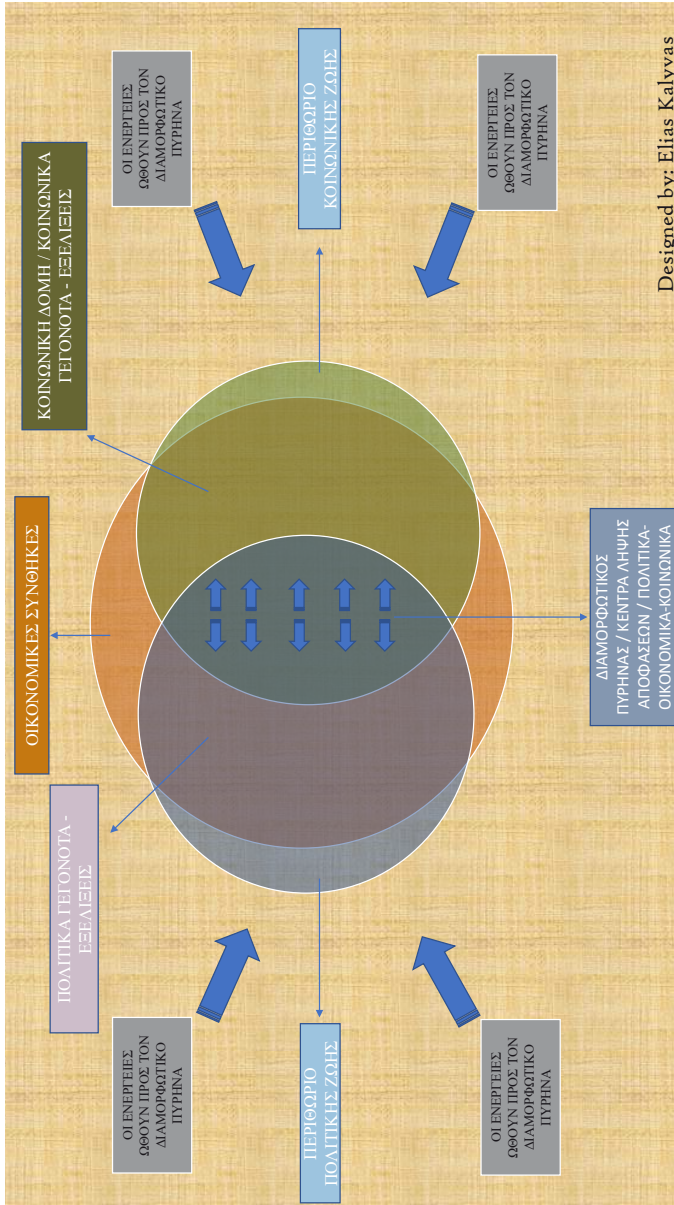 ΟΙΚΟΝΟΜΙΚΕΣ ΣΥΝΘΗΚΕΣ
ΚΟΙΝΩΝΙΚΗ ΔΟΜΗ / ΚΟΙΝΩΝΙΚΑ
ΓΕΓΟΝΟΤΑ - ΕΞΕΛΙΞΕΙΣ
ΠΟΛΙΤΙΚΑ ΓΕΓΟΝΟΤΑ -
ΕΞΕΛΙΞΕΙΣ
ΟΙ ΕΝΕΡΓΕΙΕΣ
ΩΘΟΥΝ ΠΡΟΣ ΤΟΝ
ΔΙΑΜΟΡΦΩΤΙΚΟ
ΠΥΡΗΝΑ
ΟΙ ΕΝΕΡΓΕΙΕΣ
ΩΘΟΥΝ ΠΡΟΣ ΤΟΝ
ΔΙΑΜΟΡΦΩΤΙΚΟ
ΠΥΡΗΝΑ
ΠΕΡΙΘΩΡΙΟ
ΠΟΛΙΤΙΚΗΣ ΖΩΗΣ
ΠΕΡΙΘΩΡΙΟ
ΚΟΙΝΩΝΙΚΗΣ ΖΩΗΣ
ΟΙ ΕΝΕΡΓΕΙΕΣ
ΩΘΟΥΝ ΠΡΟΣ ΤΟΝ
ΔΙΑΜΟΡΦΩΤΙΚΟ
ΠΥΡΗΝΑ
ΔΙΑΜΟΡΦΩΤΙΚΟΣ
ΠΥΡΗΝΑΣ / ΚΕΝΤΡΑ ΛΗΨΗΣ
ΑΠΟΦΑΣΕΩΝ / ΠΟΛΙΤΙΚΑ-
ΟΙΚΟΝΟΜΙΚΑ-ΚΟΙΝΩΝΙΚΑ
ΟΙ ΕΝΕΡΓΕΙΕΣ
ΩΘΟΥΝ ΠΡΟΣ ΤΟΝ
ΔΙΑΜΟΡΦΩΤΙΚΟ
ΠΥΡΗΝΑ
Designed by: Elias Kalyvas